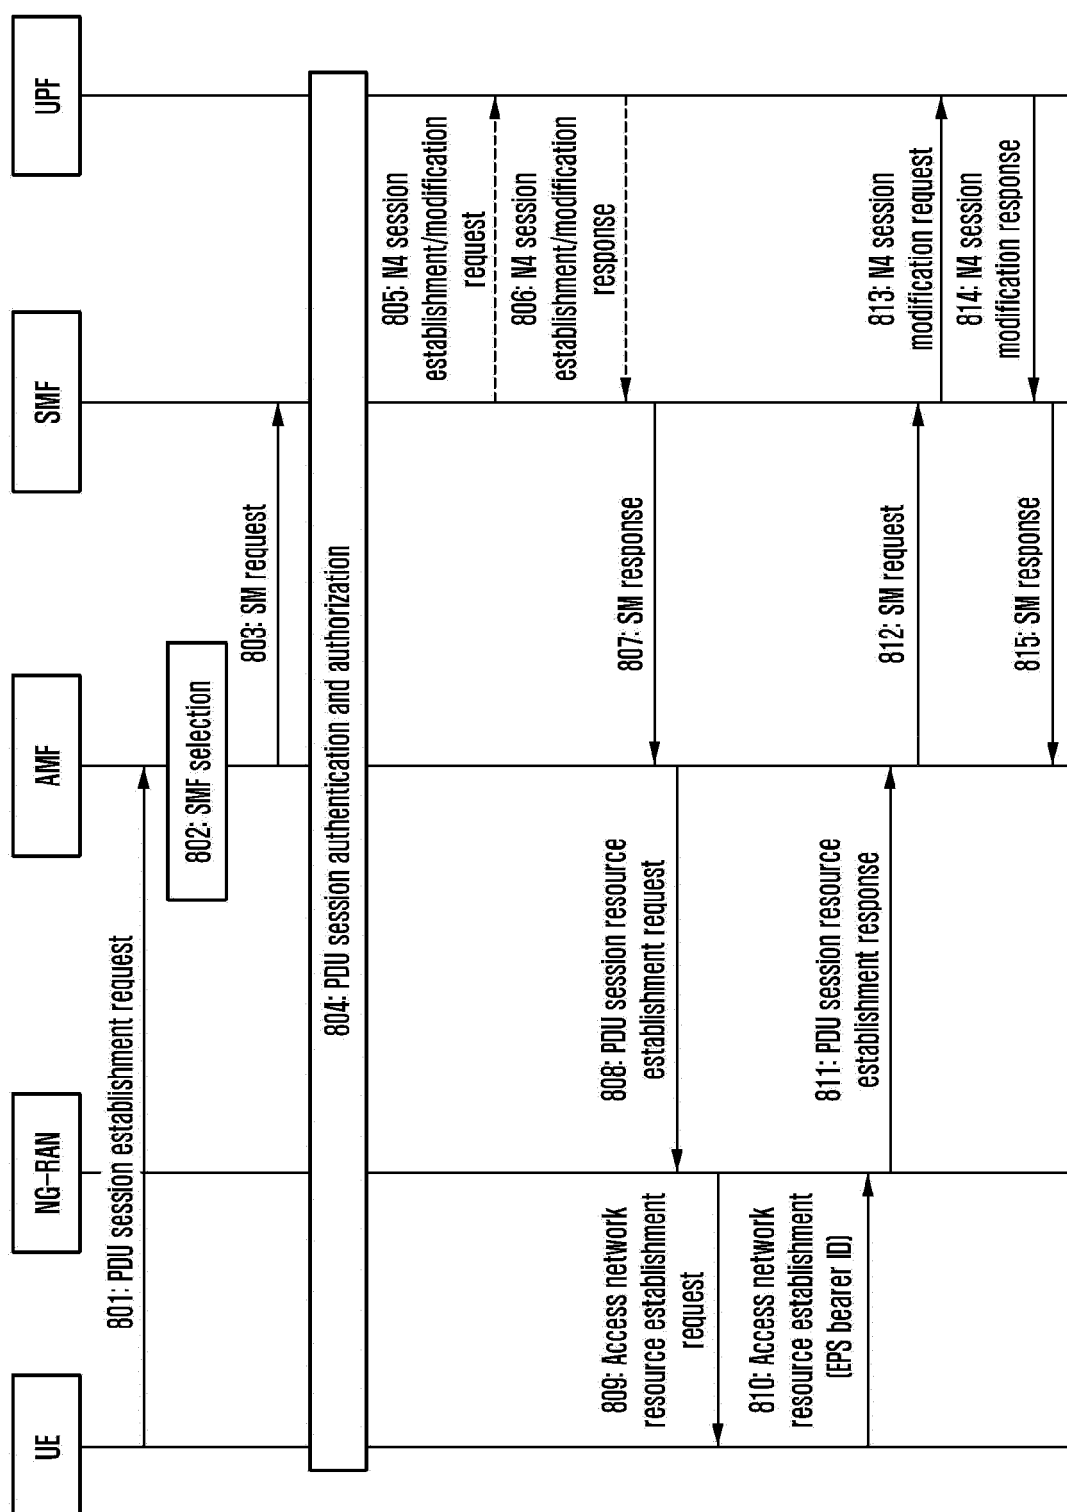 UE
NG-RAN
AMF
SMF
UPF
801: PDU session establishment request
802: SMF selection
803: SM request
804: PDU session authentication and authorization
805: N4 session
establishment/modification
request
806: N4 session
establishment/modification
response
807: SM response
808: PDU session resource
establishment request
809: Access network
resource establishment
request
810: Access network
resource establishment
(EPS bearer ID)
811: PDU session resource
establishment response
812: SM request
813: N4 session
modification request
814: N4 session
modification response
815: SM response